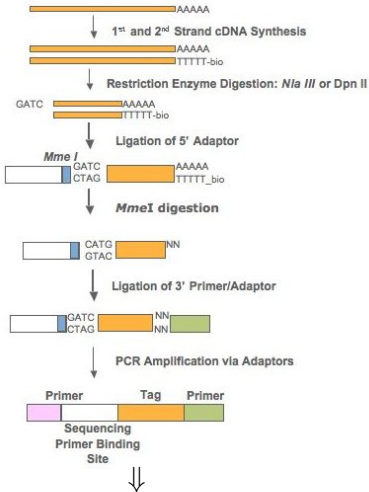 AAAAA
1st and 2nd Strand cDNA Synthesis
AAAAA
TTTTT-bio
Restriction Enzyme Digestion: Nla III or Dpn II
GATC AAAAA
TTTTT-bio
Ligation of 5' Adaptor
Mme I
GATC AAAAA
CTAG TTTTT_bio
MmeI digestion
CATG NN
GTAC
Ligation of 3' Primer/Adaptor
GATC NN
CTAG NN
PCR Amplification via Adaptors
Primer Tag Primer
Sequencing
Primer Binding
Site